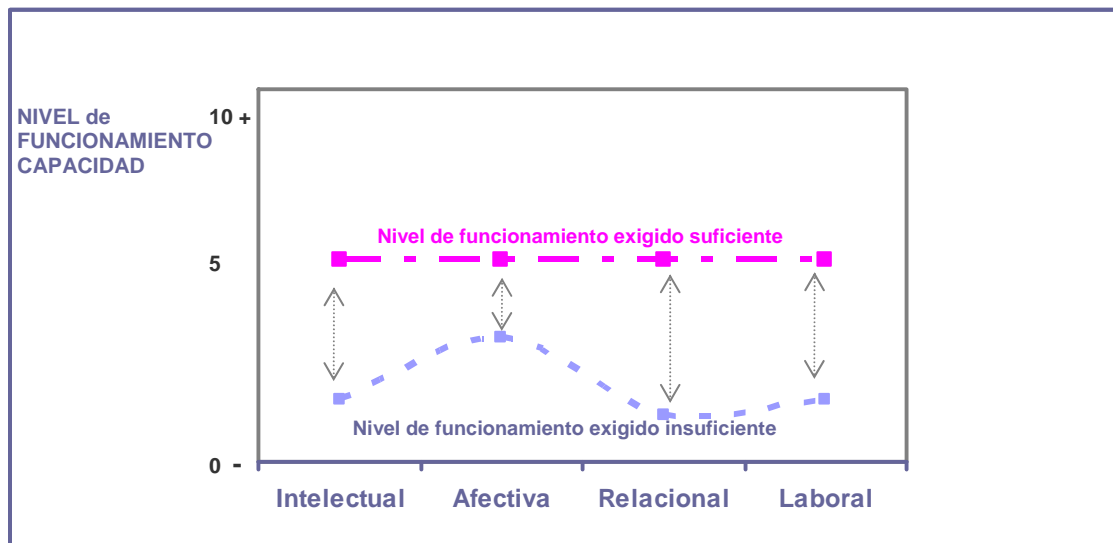 NIVEL de
FUNCIONAMIENTO
CAPACIDAD
10 +
Nivel de funcionamiento exigido suficiente
5
Nivel de funcionamiento exigido insuficiente
0 -
Intelectual Afectiva Relacional Laboral